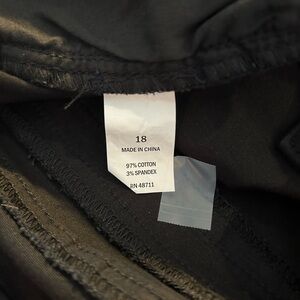 18
MADE IN CHINA
97% COTTON
3% SPANDEX
RN 48711